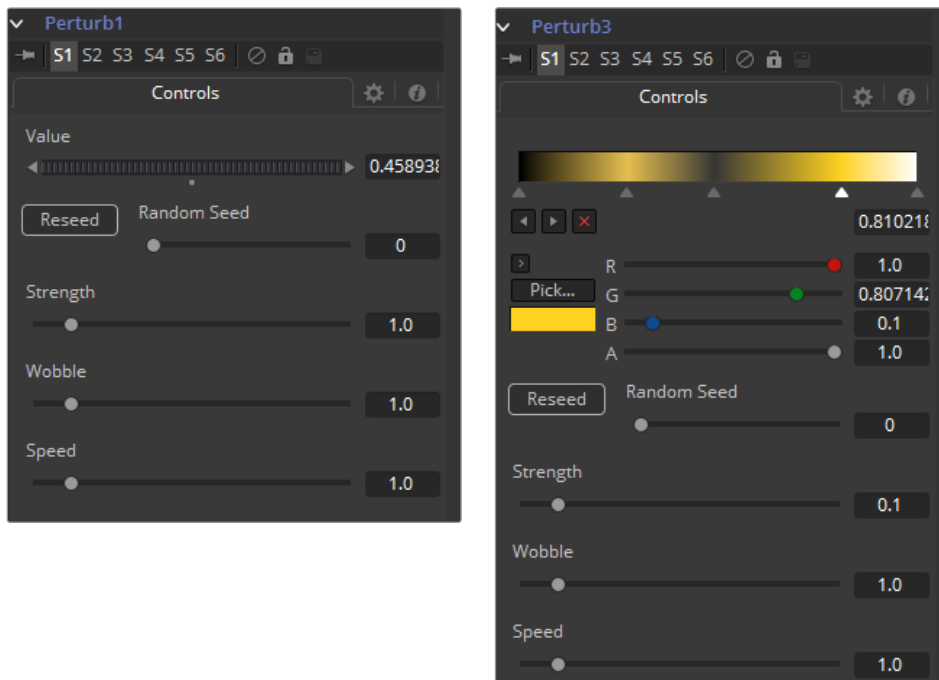 Perturb1
S1 S2 S3 S4 S5 S6
Controls
Value
0.458938
Reseed
Random Seed
0
Strength
1.0
Wobble
1.0
Speed
1.0
Perturb3
S1 S2 S3 S4 S5 S6
Controls
0.810218
R
1.0
Pick...
G
0.807142
B
0.1
A
1.0
Reseed
Random Seed
0
Strength
0.1
Wobble
1.0
Speed
1.0